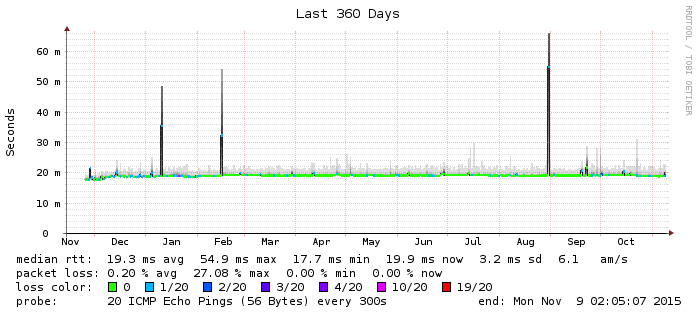 Last 360 Days
RRDTOOL / TOBI OETIKER
Seconds
60 m
50 m
40 m
30 m
20 m
10 m
0
Nov Dec Jan Feb Mar Apr May Jun Jul Aug Sep Oct
median rtt: 19.3 ms avg 54.9 ms max 17.7 ms min 19.9 ms now 3.2 ms sd 6.1 am/s
packet loss: 0.20 % avg 27.08 % max 0.00 % min 0.00 % now
loss color: 0 1/20 2/20 3/20 4/20 10/20 19/20
probe: 20 ICMP Echo Pings (56 Bytes) every 300s end: Mon Nov 9 02:05:07 2015